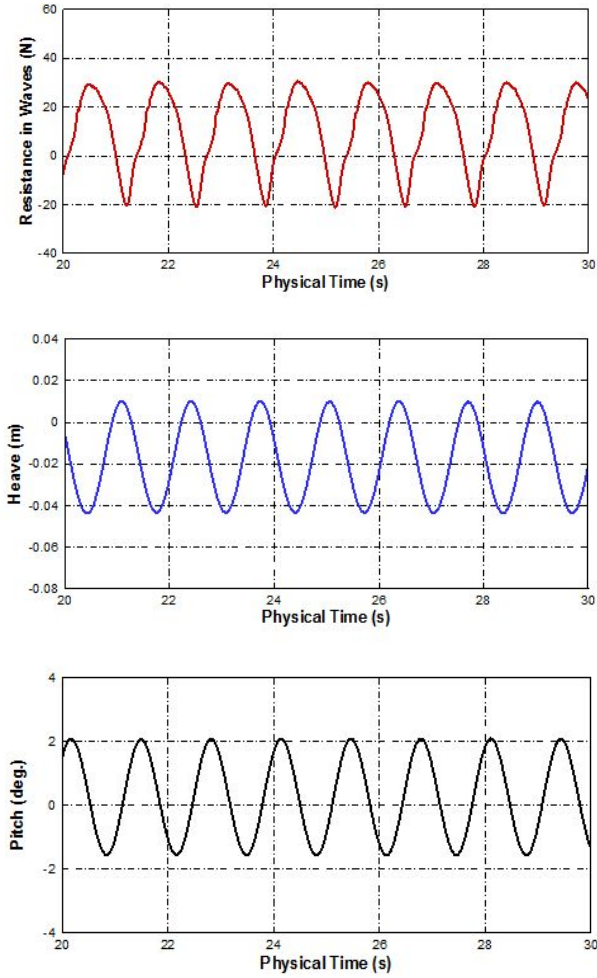 Resistance in Waves (N)
60
40
20
0
-20
-40
20 22 24 26 28 30
Physical Time (s)
Heave (m)
0.04
0.02
0
-0.02
-0.04
-0.06
-0.08
20 22 24 26 28 30
Physical Time (s)
Pitch (deg.)
4
2
0
-2
-4
20 22 24 26 28 30
Physical Time (s)